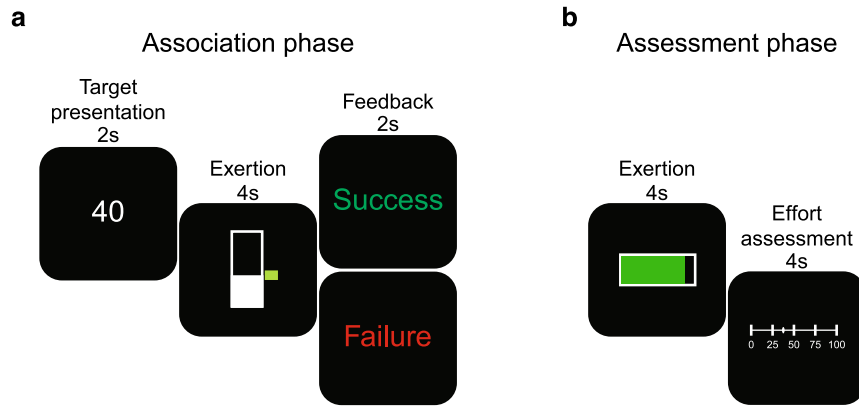 a
Association phase
Target
presentation
2s
40
Exertion
4s
Feedback
2s
Success
Failure
b
Assessment phase
Exertion
4s
Effort
assessment
4s
0 25 50 75 100